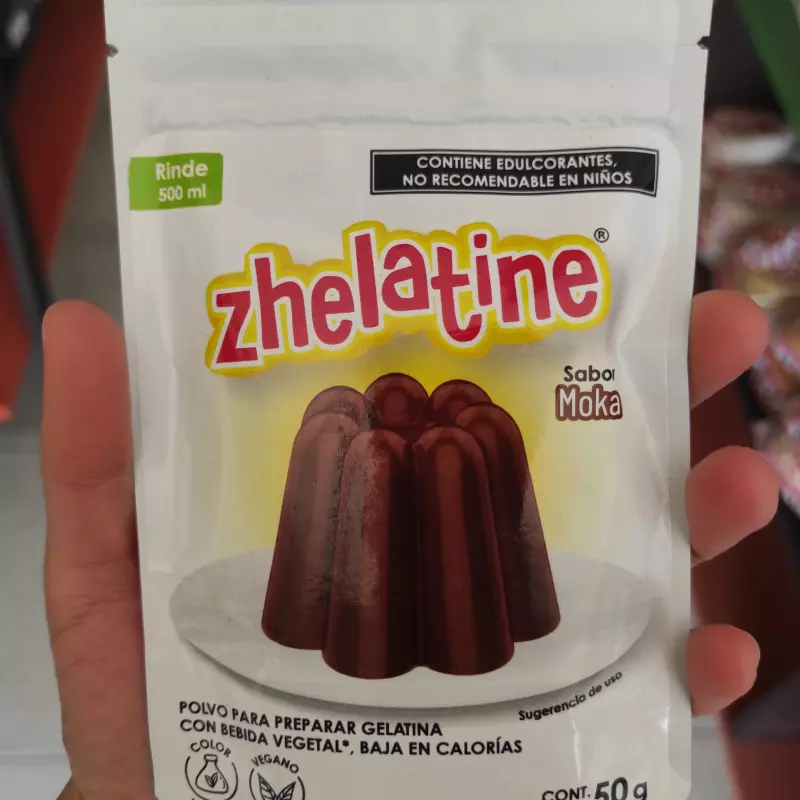 Rinde
500 ml
CONTIENE EDULCORANTES,
NO RECOMENDABLE EN NIÑOS
zhelatine®
Sabor
Moka
Sugerencia de uso
POLVO PARA PREPARAR GELATINA
CON BEBIDA VEGETAL*, BAJA EN CALORÍAS
COLOR
VEGANO
CONT. 50 g